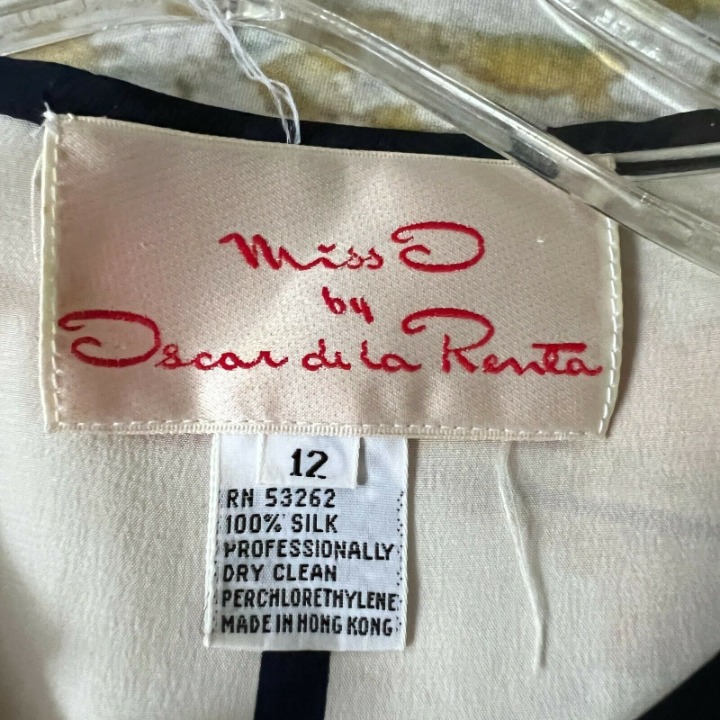 Miss O
by
Oscar de la Renta
12
RN 53262
100% SILK
PROFESSIONALLY
DRY CLEAN
PERCHLORETHYLENE
MADE IN HONG KONG